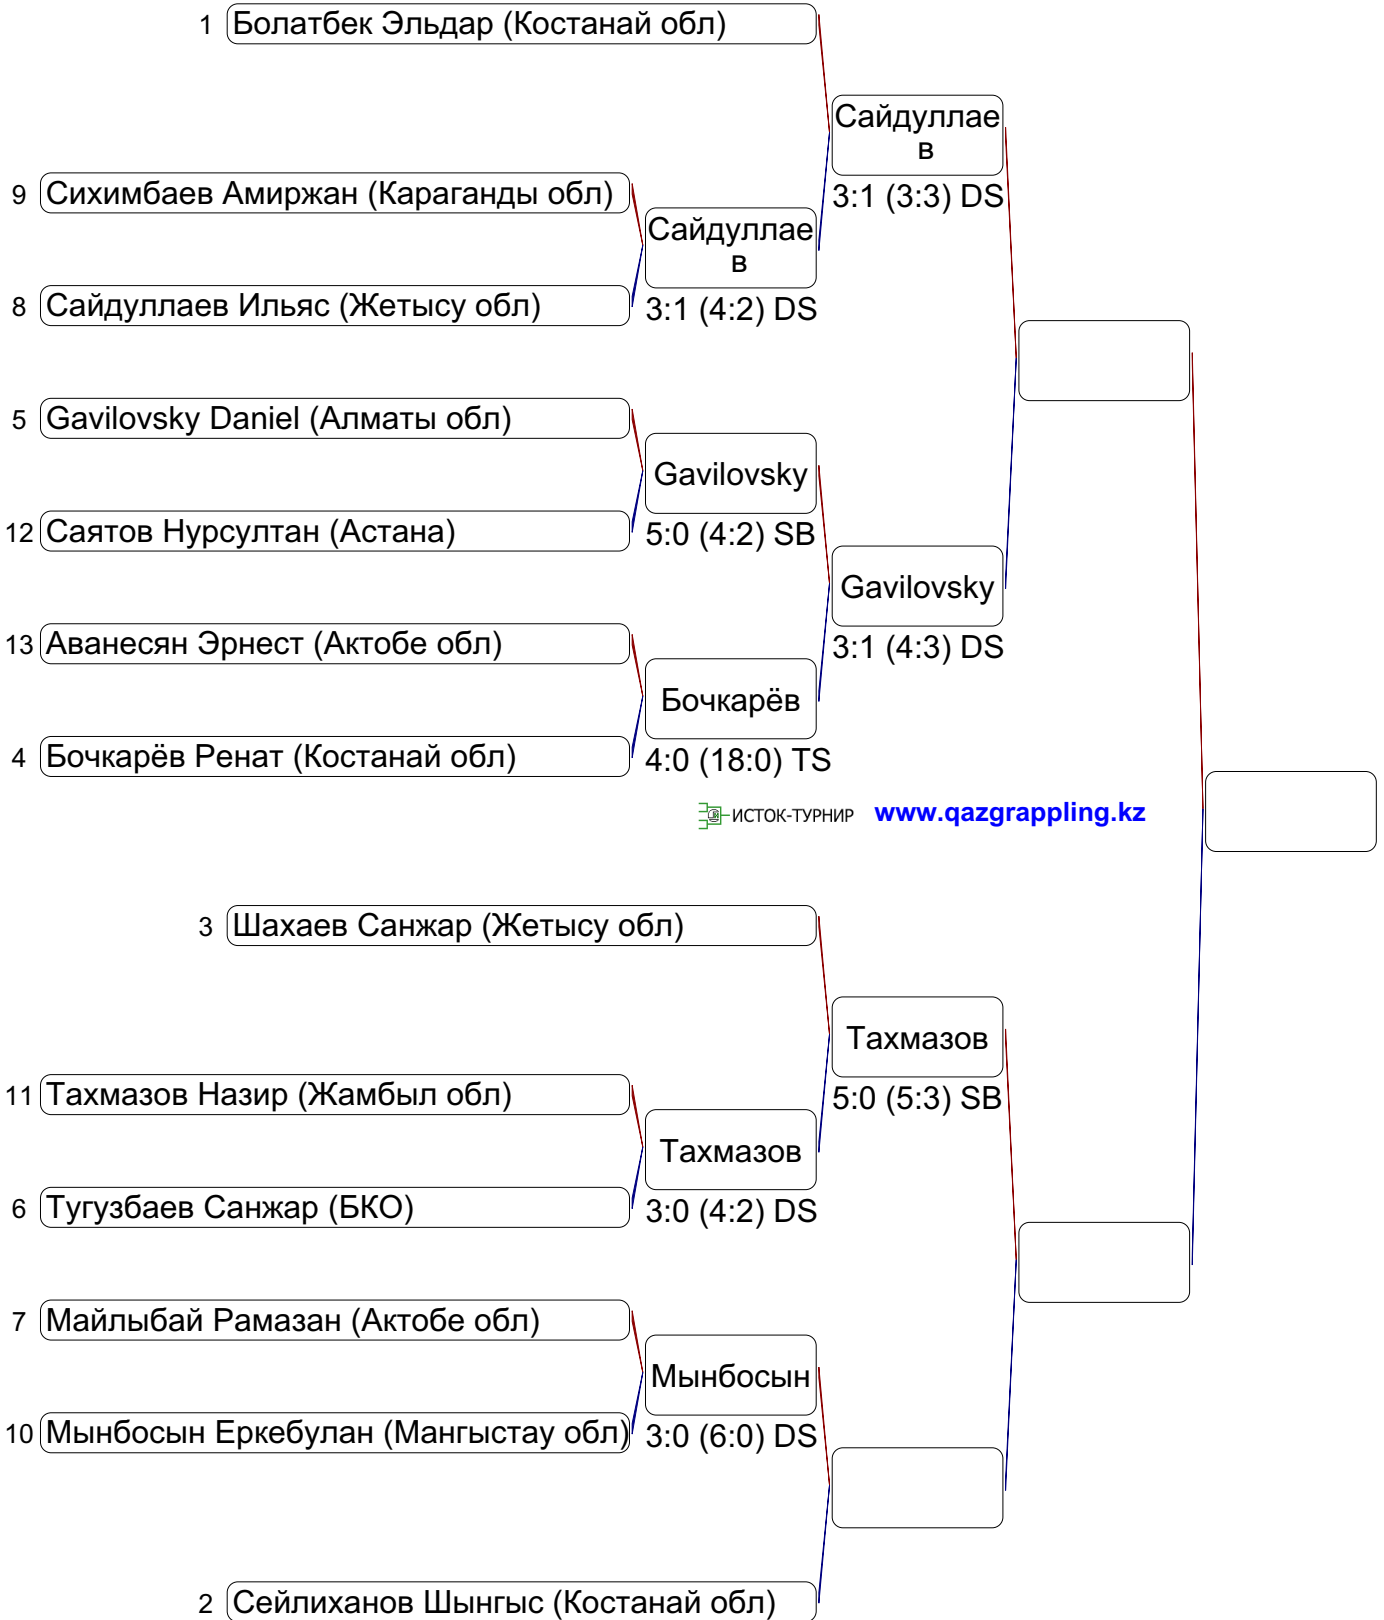 1 Болатбек Эльдар (Костанай обл)
Сайдуллае
в
3:1 (3:3) DS
9 Сихимбаев Амиржан (Караганды обл)
Сайдуллае
в
3:1 (4:2) DS
8 Сайдуллаев Ильяс (Жетысу обл)
5 Gavilovsky Daniel (Алматы обл)
Gavilovsky
5:0 (4:2) SB
12 Саятов Нурсултан (Астана)
Gavilovsky
3:1 (4:3) DS
13 Аванесян Эрнест (Актобе обл)
Бочкарёв
4:0 (18:0) TS
4 Бочкарёв Ренат (Костанай обл)
ИСТОК-ТУРНИР www.qazgrappling.kz
3 Шахаев Санжар (Жетысу обл)
Тахмазов
5:0 (5:3) SB
11 Тахмазов Назир (Жамбыл обл)
Тахмазов
3:0 (4:2) DS
6 Тугузбаев Санжар (БКО)
7 Майлыбай Рамазан (Актобе обл)
Мынбосын
3:0 (6:0) DS
10 Мынбосын Еркебулан (Мангыстау обл)
2 Сейлиханов Шынгыс (Костанай обл)